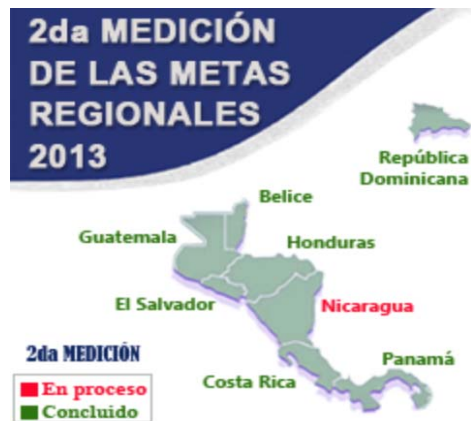 2da MEDICIÓN
DE LAS METAS
REGIONALES
2013
República
Dominicana
Belice
Guatemala
Honduras
El Salvador
Nicaragua
2da MEDICIÓN
Costa Rica
Panamá
En proceso
Concluido